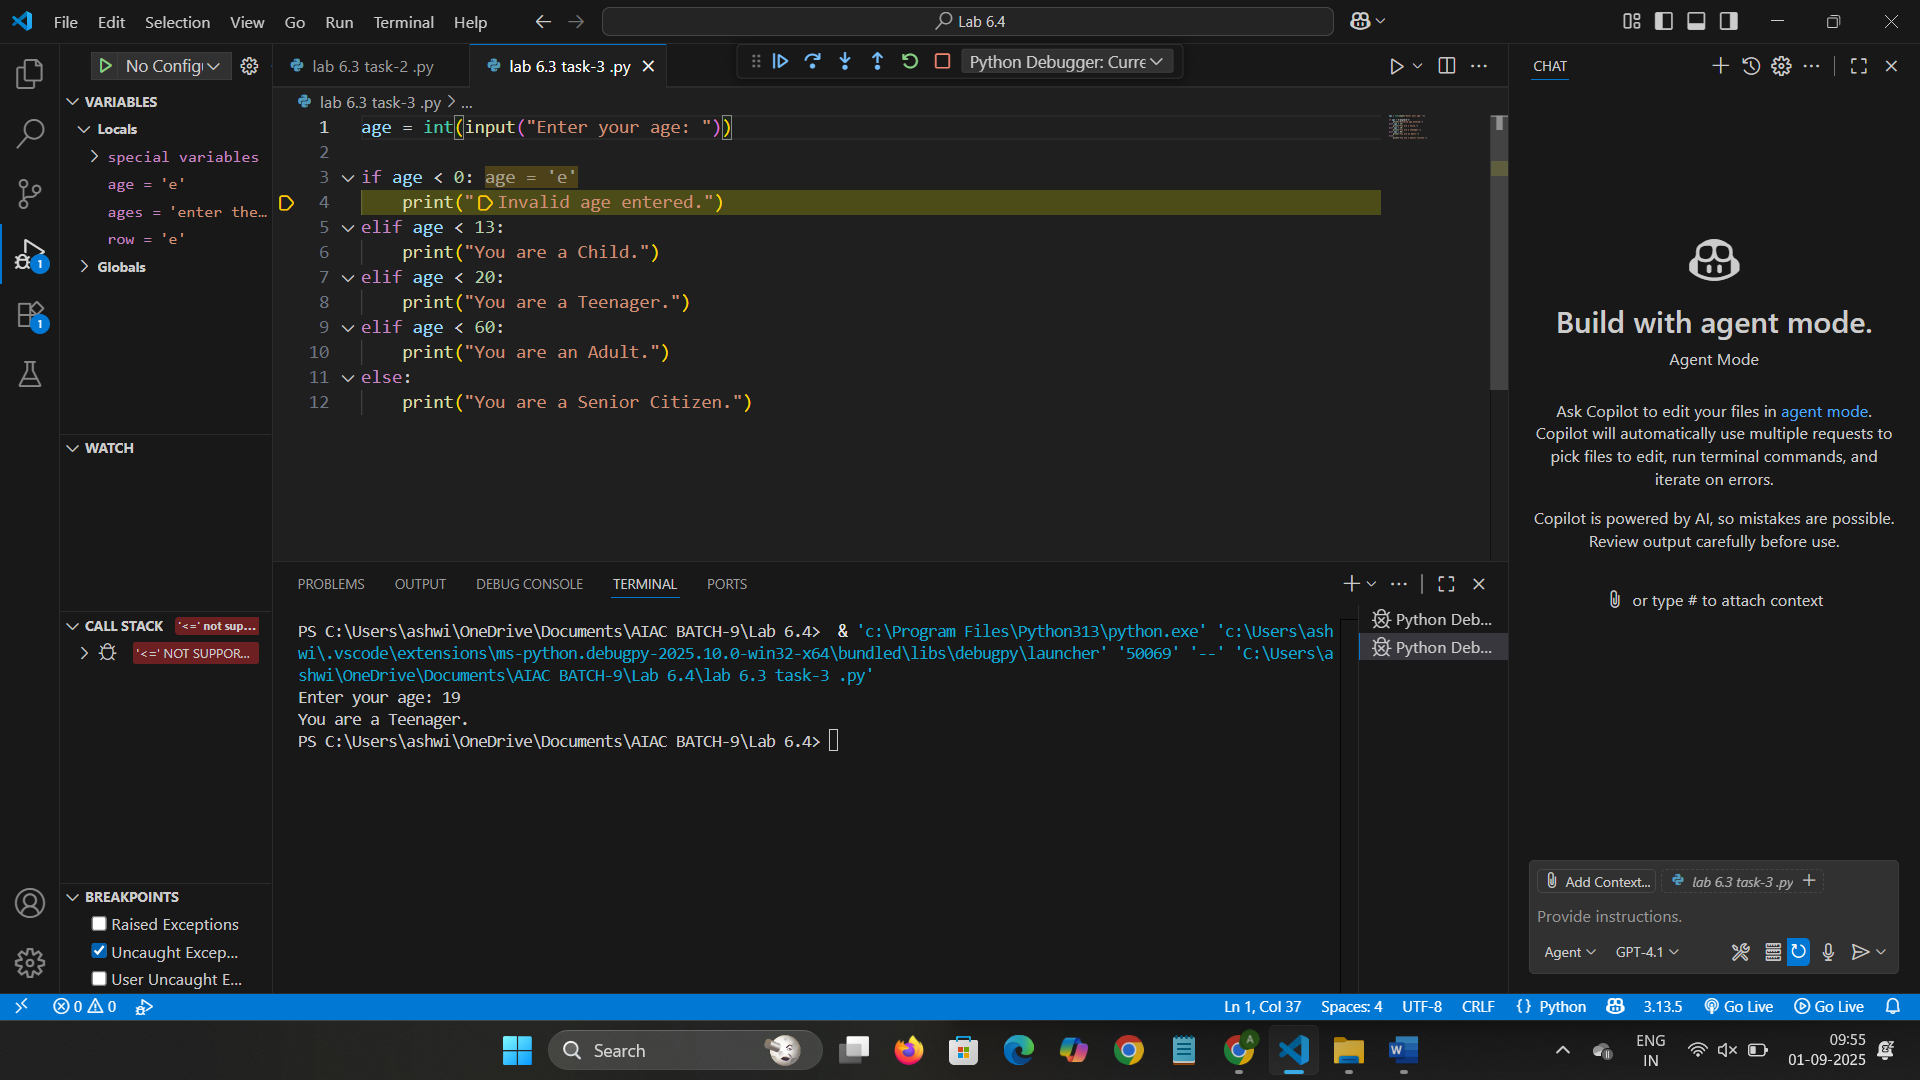 File Edit Selection View Go Run Terminal Help
Lab 6.4
No Config
lab 6.3 task-2 .py
lab 6.3 task-3 .py
Python Debugger: Curre
CHAT
VARIABLES
Locals
special variables
age = 'e'
ages = 'enter the...
row = 'e'
Globals
WATCH
CALL STACK '<=' not sup...
'<=' NOT SUPPOR...
BREAKPOINTS
Raised Exceptions
Uncaught Excep...
User Uncaught E...
lab 6.3 task-3 .py > ...
1 age = int(input("Enter your age: "))
2
3 if age < 0: age = 'e'
4 print("Invalid age entered.")
5 elif age < 13:
6 print("You are a Child.")
7 elif age < 20:
8 print("You are a Teenager.")
9 elif age < 60:
10 print("You are an Adult.")
11 else:
12 print("You are a Senior Citizen.")
PROBLEMS OUTPUT DEBUG CONSOLE TERMINAL PORTS
PS C:\Users\ashwi\OneDrive\Documents\AIAC BATCH-9\Lab 6.4> & 'c:\Program Files\Python313\python.exe' 'c:\Users\ash
wi\.vscode\extensions\ms-python.debugpy-2025.10.0-win32-x64\bundled\libs\debugpy\launcher' '50069' '--' 'C:\Users\a
shwi\OneDrive\Documents\AIAC BATCH-9\Lab 6.4\lab 6.3 task-3 .py'
Enter your age: 19
You are a Teenager.
PS C:\Users\ashwi\OneDrive\Documents\AIAC BATCH-9\Lab 6.4>
Python Deb...
Python Deb...
Build with agent mode.
Agent Mode
Ask Copilot to edit your files in agent mode.
Copilot will automatically use multiple requests to
pick files to edit, run terminal commands, and
iterate on errors.
Copilot is powered by AI, so mistakes are possible.
Review output carefully before use.
or type # to attach context
Add Context... lab 6.3 task-3 .py +
Provide instructions.
Agent GPT-4.1
0 0
Ln 1, Col 37 Spaces: 4 UTF-8 CRLF {} Python 3.13.5 Go Live Go Live
Search
ENG
IN
09:55
01-09-2025